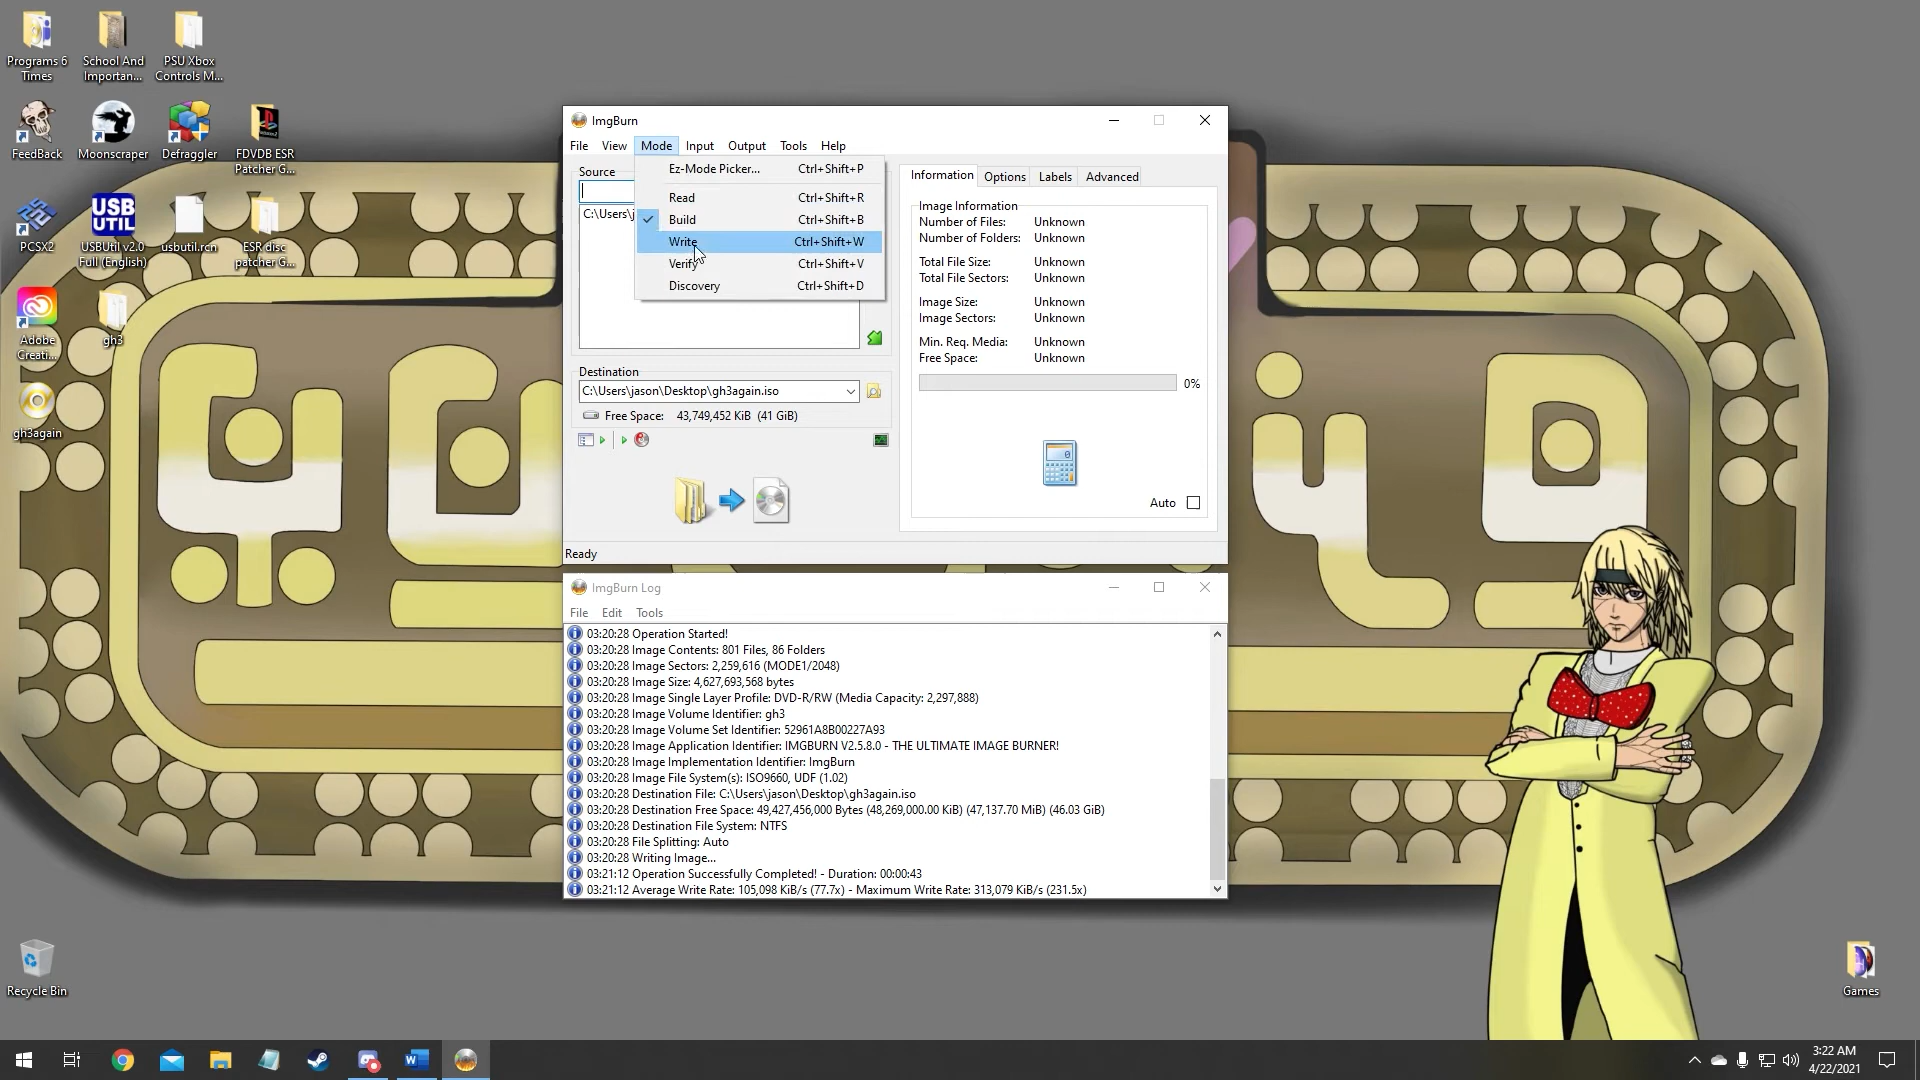 Programs 6
Times
School And
Importan...
PSU Xbox
Controls M...
FeedBack
Moonscraper
Defraggler
FDVDB ESR
Patcher G...
PCSX2
USB
UTIL
USBUtil v2.0
Full (English)
usbutil.rcn
ESR disc
patcher G...
Adobe
Creati...
gh3
gh3again
Recycle Bin
Games
ImgBurn
File View Mode Input Output Tools Help
Source
C:\Users\j
Ez-Mode Picker... Ctrl+Shift+P
Read Ctrl+Shift+R
Build Ctrl+Shift+B
Write Ctrl+Shift+W
Verify Ctrl+Shift+V
Discovery Ctrl+Shift+D
Destination
C:\Users\jason\Desktop\gh3again.iso
Free Space: 43,749,452 KiB (41 GiB)
Information Options Labels Advanced
Image Information
Number of Files: Unknown
Number of Folders: Unknown
Total File Size: Unknown
Total File Sectors: Unknown
Image Size: Unknown
Image Sectors: Unknown
Min. Req. Media: Unknown
Free Space: Unknown
0%
Auto
Ready
ImgBurn Log
File Edit Tools
03:20:28 Operation Started!
03:20:28 Image Contents: 801 Files, 86 Folders
03:20:28 Image Sectors: 2,259,616 (MODE1/2048)
03:20:28 Image Size: 4,627,693,568 bytes
03:20:28 Image Single Layer Profile: DVD-R/RW (Media Capacity: 2,297,888)
03:20:28 Image Volume Identifier: gh3
03:20:28 Image Volume Set Identifier: 52961A8B00227A93
03:20:28 Image Application Identifier: IMGBURN V2.5.8.0 - THE ULTIMATE IMAGE BURNER!
03:20:28 Image Implementation Identifier: ImgBurn
03:20:28 Image File System(s): ISO9660, UDF (1.02)
03:20:28 Destination File: C:\Users\jason\Desktop\gh3again.iso
03:20:28 Destination Free Space: 49,427,456,000 Bytes (48,269,000.00 KiB) (47,137.70 MiB) (46.03 GiB)
03:20:28 Destination File System: NTFS
03:20:28 File Splitting: Auto
03:20:28 Writing Image...
03:21:12 Operation Successfully Completed! - Duration: 00:00:43
03:21:12 Average Write Rate: 105,098 KiB/s (77.7x) - Maximum Write Rate: 313,079 KiB/s (231.5x)
3:22 AM
4/22/2021